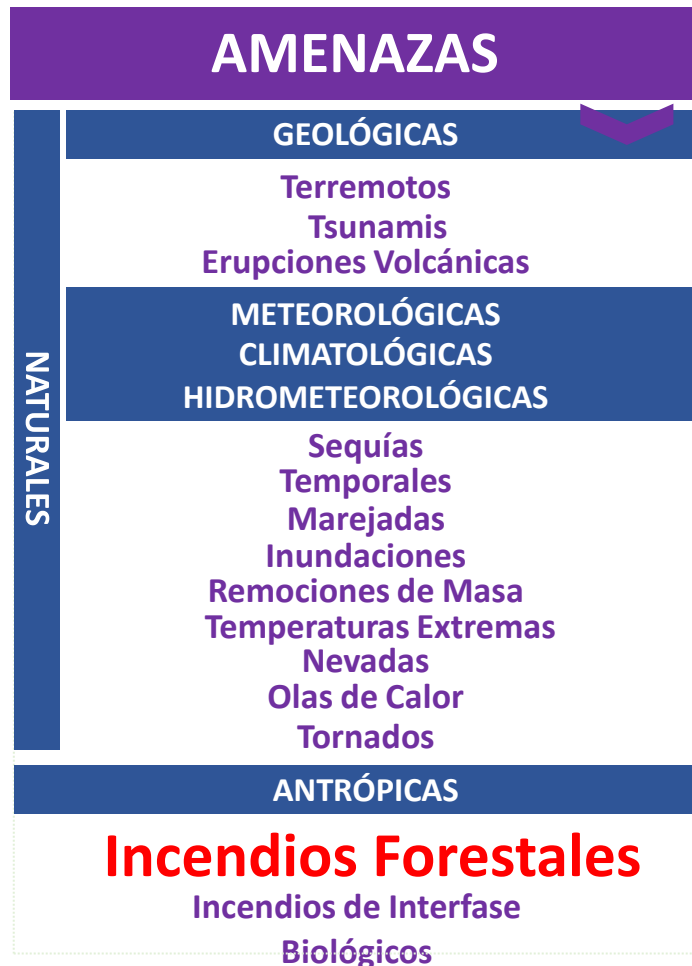 AMENAZAS
NATURALES
GEOLÓGICAS
Terremotos
Tsunamis
Erupciones Volcánicas
METEOROLÓGICAS
CLIMATOLÓGICAS
HIDROMETEOROLÓGICAS
Sequías
Temporales
Marejadas
Inundaciones
Remociones de Masa
Temperaturas Extremas
Nevadas
Olas de Calor
Tornados
ANTRÓPICAS
Incendios Forestales
Incendios de Interfase
Biológicos